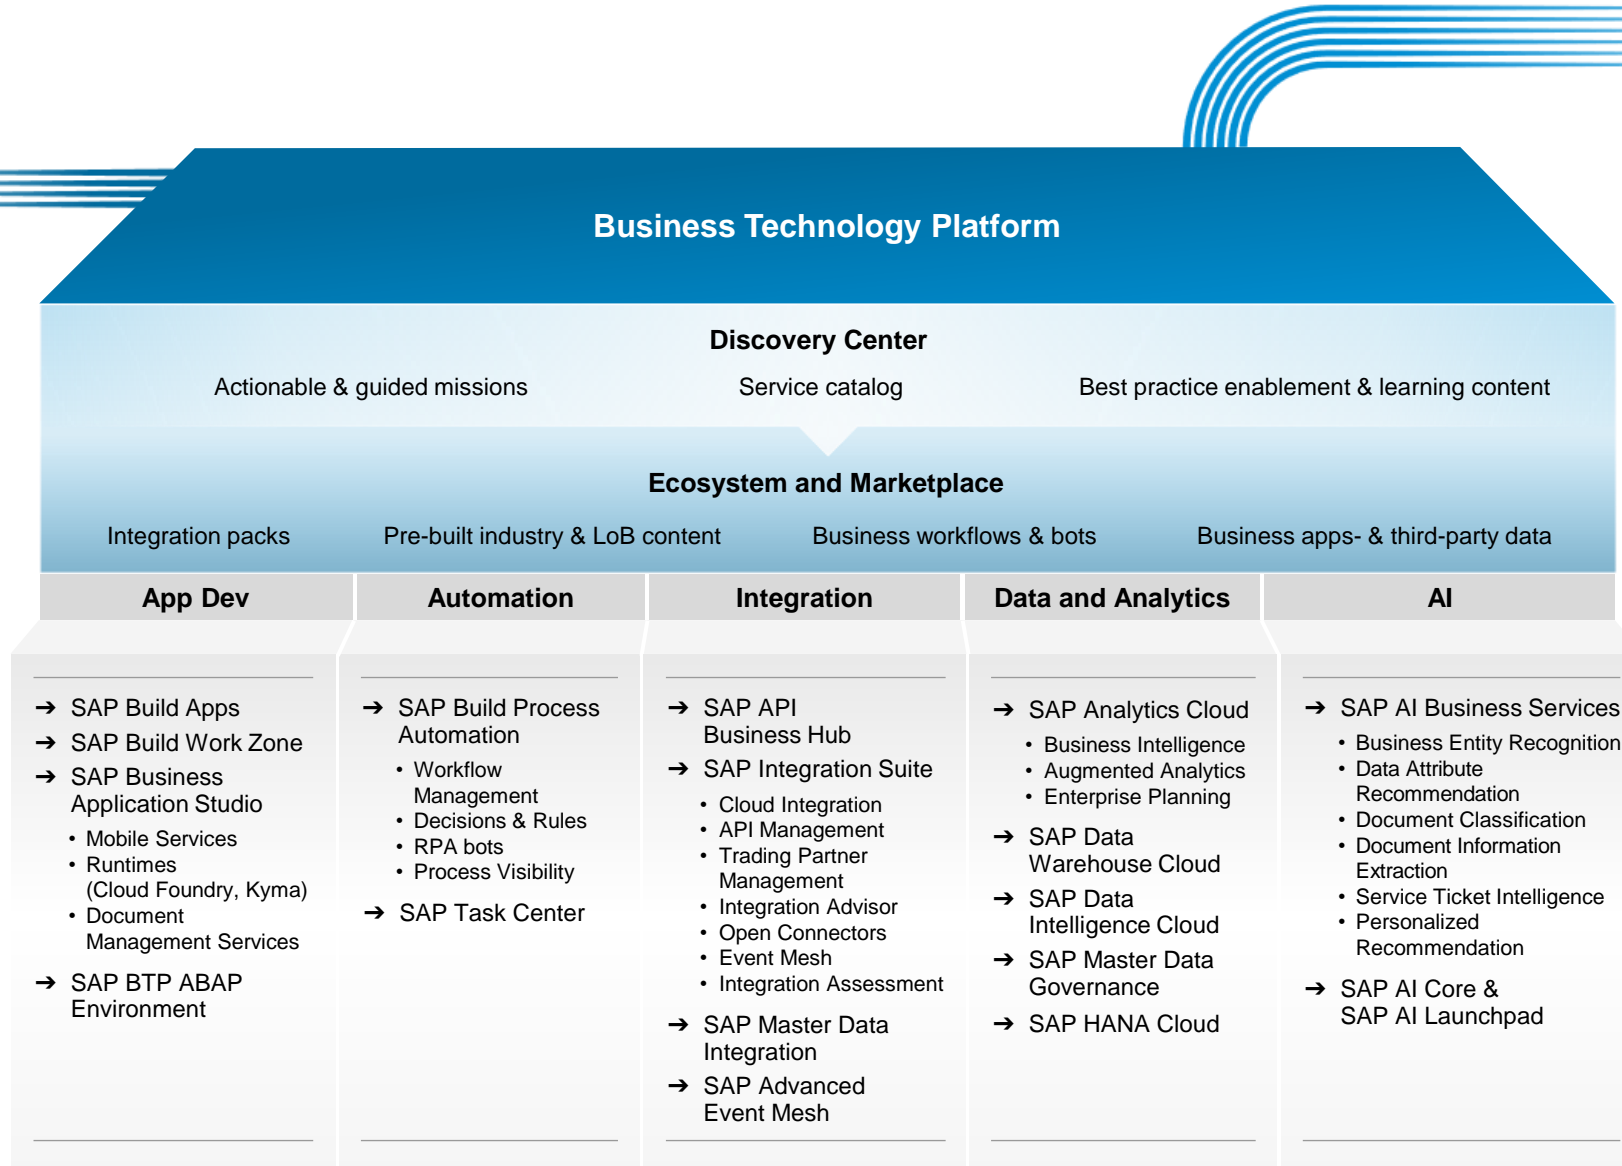 Business Technology Platform
Discovery Center
Actionable & guided missions
Service catalog
Best practice enablement & learning content
Ecosystem and Marketplace
Integration packs
Pre-built industry & LoB content
Business workflows & bots
Business apps- & third-party data
App Dev
➔ SAP Build Apps
➔ SAP Build Work Zone
➔ SAP Business
Application Studio
• Mobile Services
• Runtimes
(Cloud Foundry, Kyma)
• Document
Management Services
➔ SAP BTP ABAP
Environment
Automation
➔ SAP Build Process
Automation
• Workflow
Management
• Decisions & Rules
• RPA bots
• Process Visibility
➔ SAP Task Center
Integration
➔ SAP API
Business Hub
➔ SAP Integration Suite
• Cloud Integration
• API Management
• Trading Partner
Management
• Integration Advisor
• Open Connectors
• Event Mesh
• Integration Assessment
➔ SAP Master Data
Integration
➔ SAP Advanced
Event Mesh
Data and Analytics
➔ SAP Analytics Cloud
• Business Intelligence
• Augmented Analytics
• Enterprise Planning
➔ SAP Data
Warehouse Cloud
➔ SAP Data
Intelligence Cloud
➔ SAP Master Data
Governance
➔ SAP HANA Cloud
AI
➔ SAP AI Business Services
• Business Entity Recognition
• Data Attribute
Recommendation
• Document Classification
• Document Information
Extraction
• Service Ticket Intelligence
• Personalized
Recommendation
➔ SAP AI Core &
SAP AI Launchpad